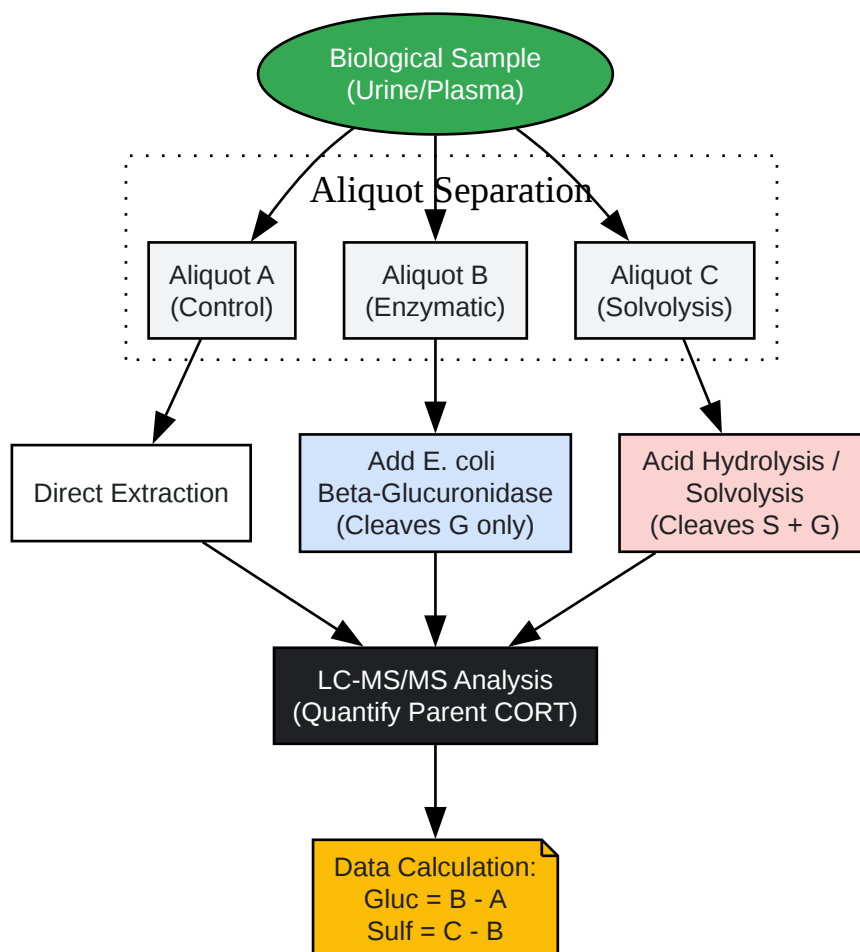 Biological Sample
(Urine/Plasma)
Aliquot Separation
Aliquot A
(Control)
Aliquot B
(Enzymatic)
Aliquot C
(Solvolysis)
Direct Extraction
Add E. coli
Beta-Glucuronidase
(Cleaves G only)
Acid Hydrolysis /
Solvolysis
(Cleaves S + G)
LC-MS/MS Analysis
(Quantify Parent CORT)
Data Calculation:
Gluc = B - A
Sulf = C - B